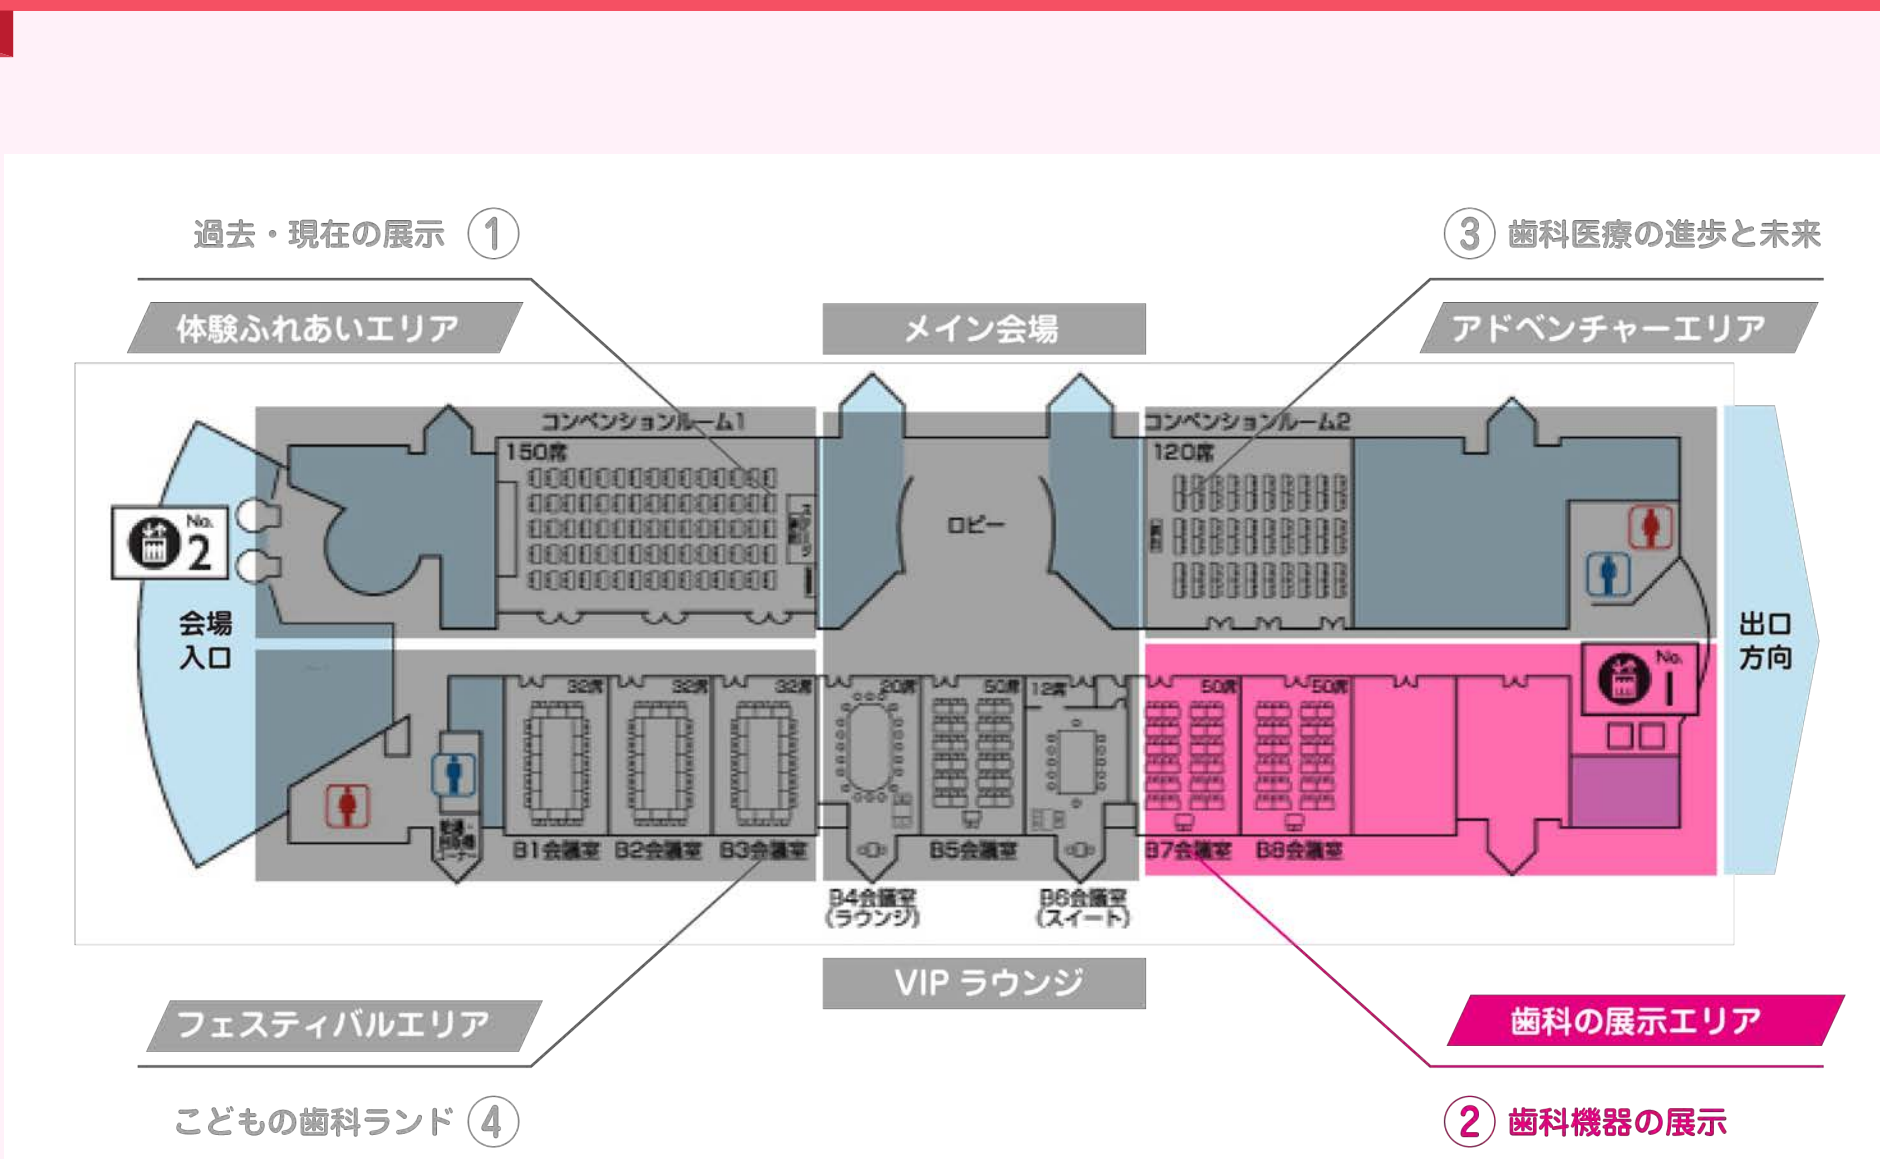 過去・現在の展示 ①
③ 歯科医療の進歩と未来
体験ふれあいエリア
メイン会場
アドベンチャーエリア
コンベンションルーム1
コンベンションルーム2
150席
120席
No.
2
ロビー
会場
入口
出口
方向
No.
1
32席
32席
32席
20席
50席
12席
50席
50席
B1会議室
B2会議室
B3会議室
B5会議室
B7会議室
B8会議室
B4会議室
(ラウンジ)
B6会議室
(スイート)
VIP ラウンジ
フェスティバルエリア
歯科の展示エリア
こどもの歯科ランド ④
② 歯科機器の展示